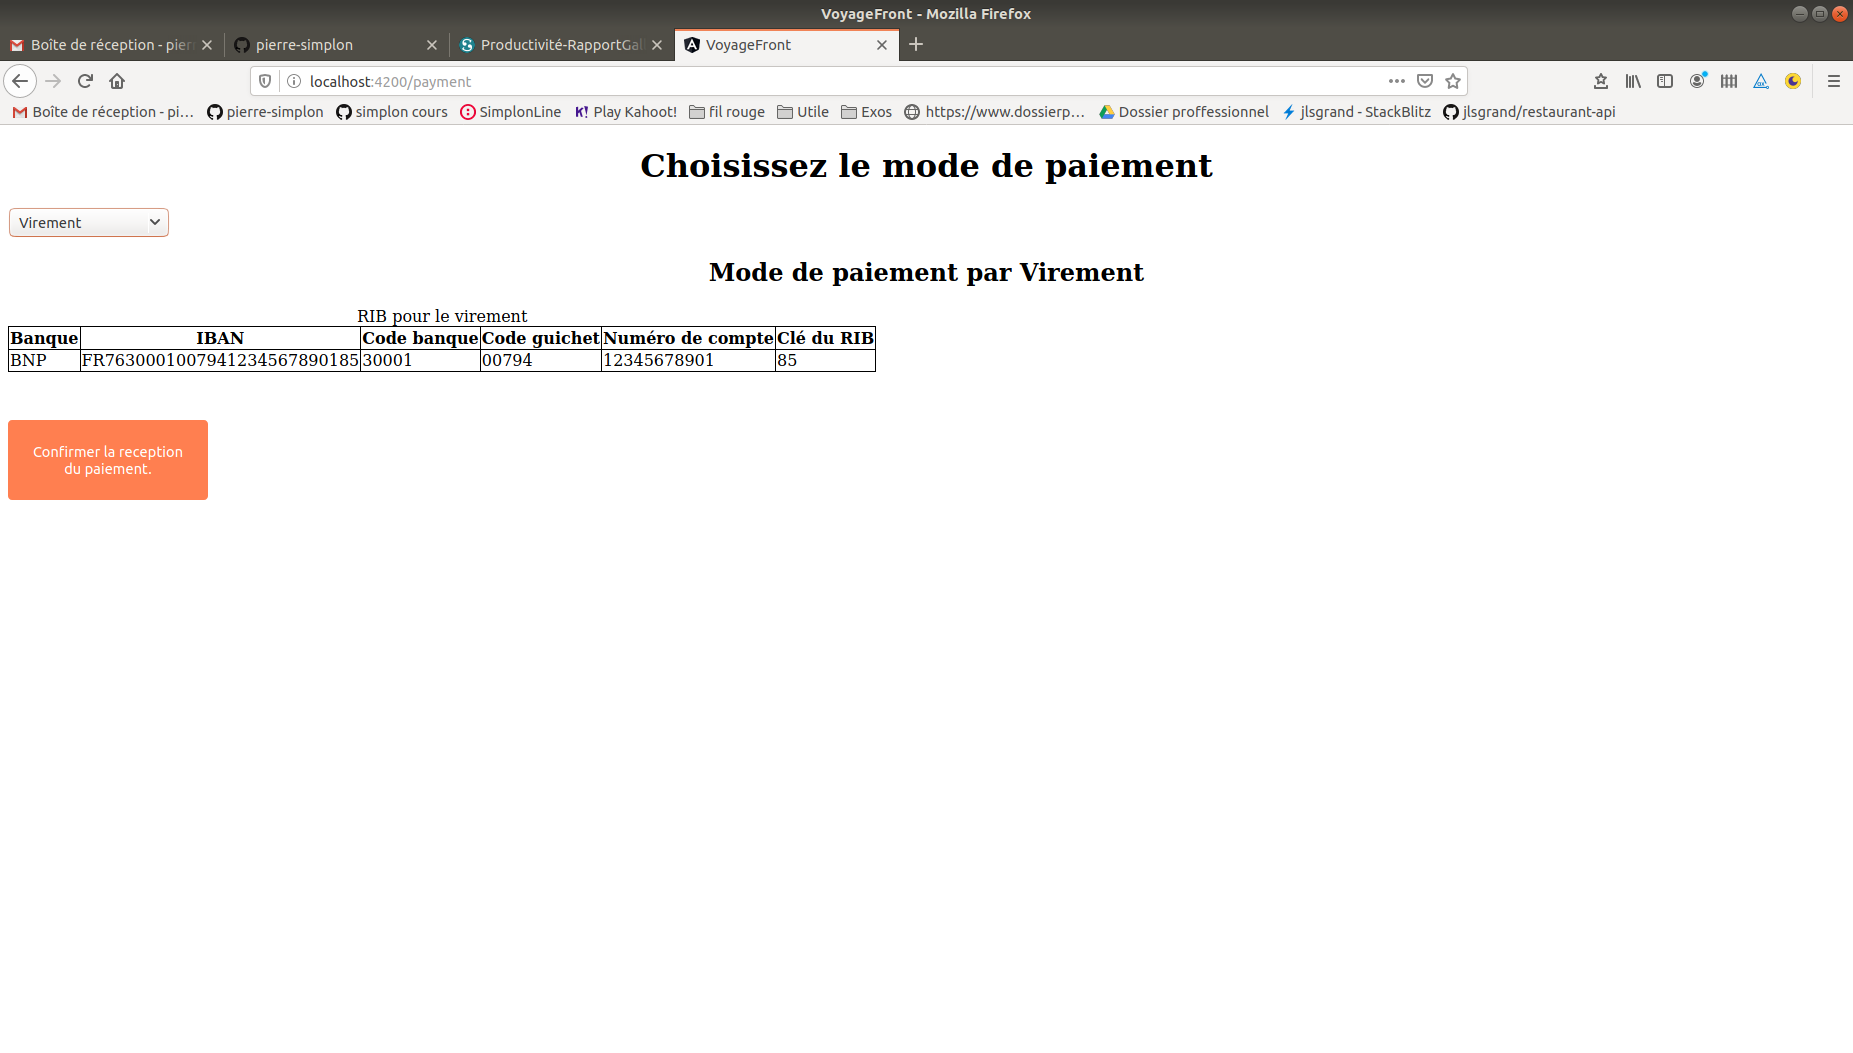 VoyageFront - Mozilla Firefox
Boîte de réception - pier
pierre-simplon
Productivité-RapportGal
VoyageFront
localhost:4200/payment
Boîte de réception - pi…
pierre-simplon
simplon cours
SimplonLine
K! Play Kahoot!
fil rouge
Utile
Exos
https://www.dossierp…
Dossier proffessionnel
jlsgrand - StackBlitz
jlsgrand/restaurant-api
Choisissez le mode de paiement
Virement
Mode de paiement par Virement
RIB pour le virement
Banque IBAN Code banque Code guichet Numéro de compte Clé du RIB
BNP FR7630001007941234567890185 30001 00794 12345678901 85
Confirmer la reception
du paiement.